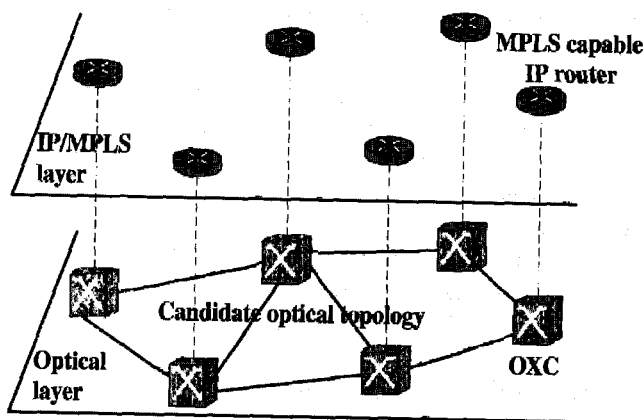 MPLS capable
IP router
IP/MPLS
layer
Candidate optical topology
Optical
layer
OXC